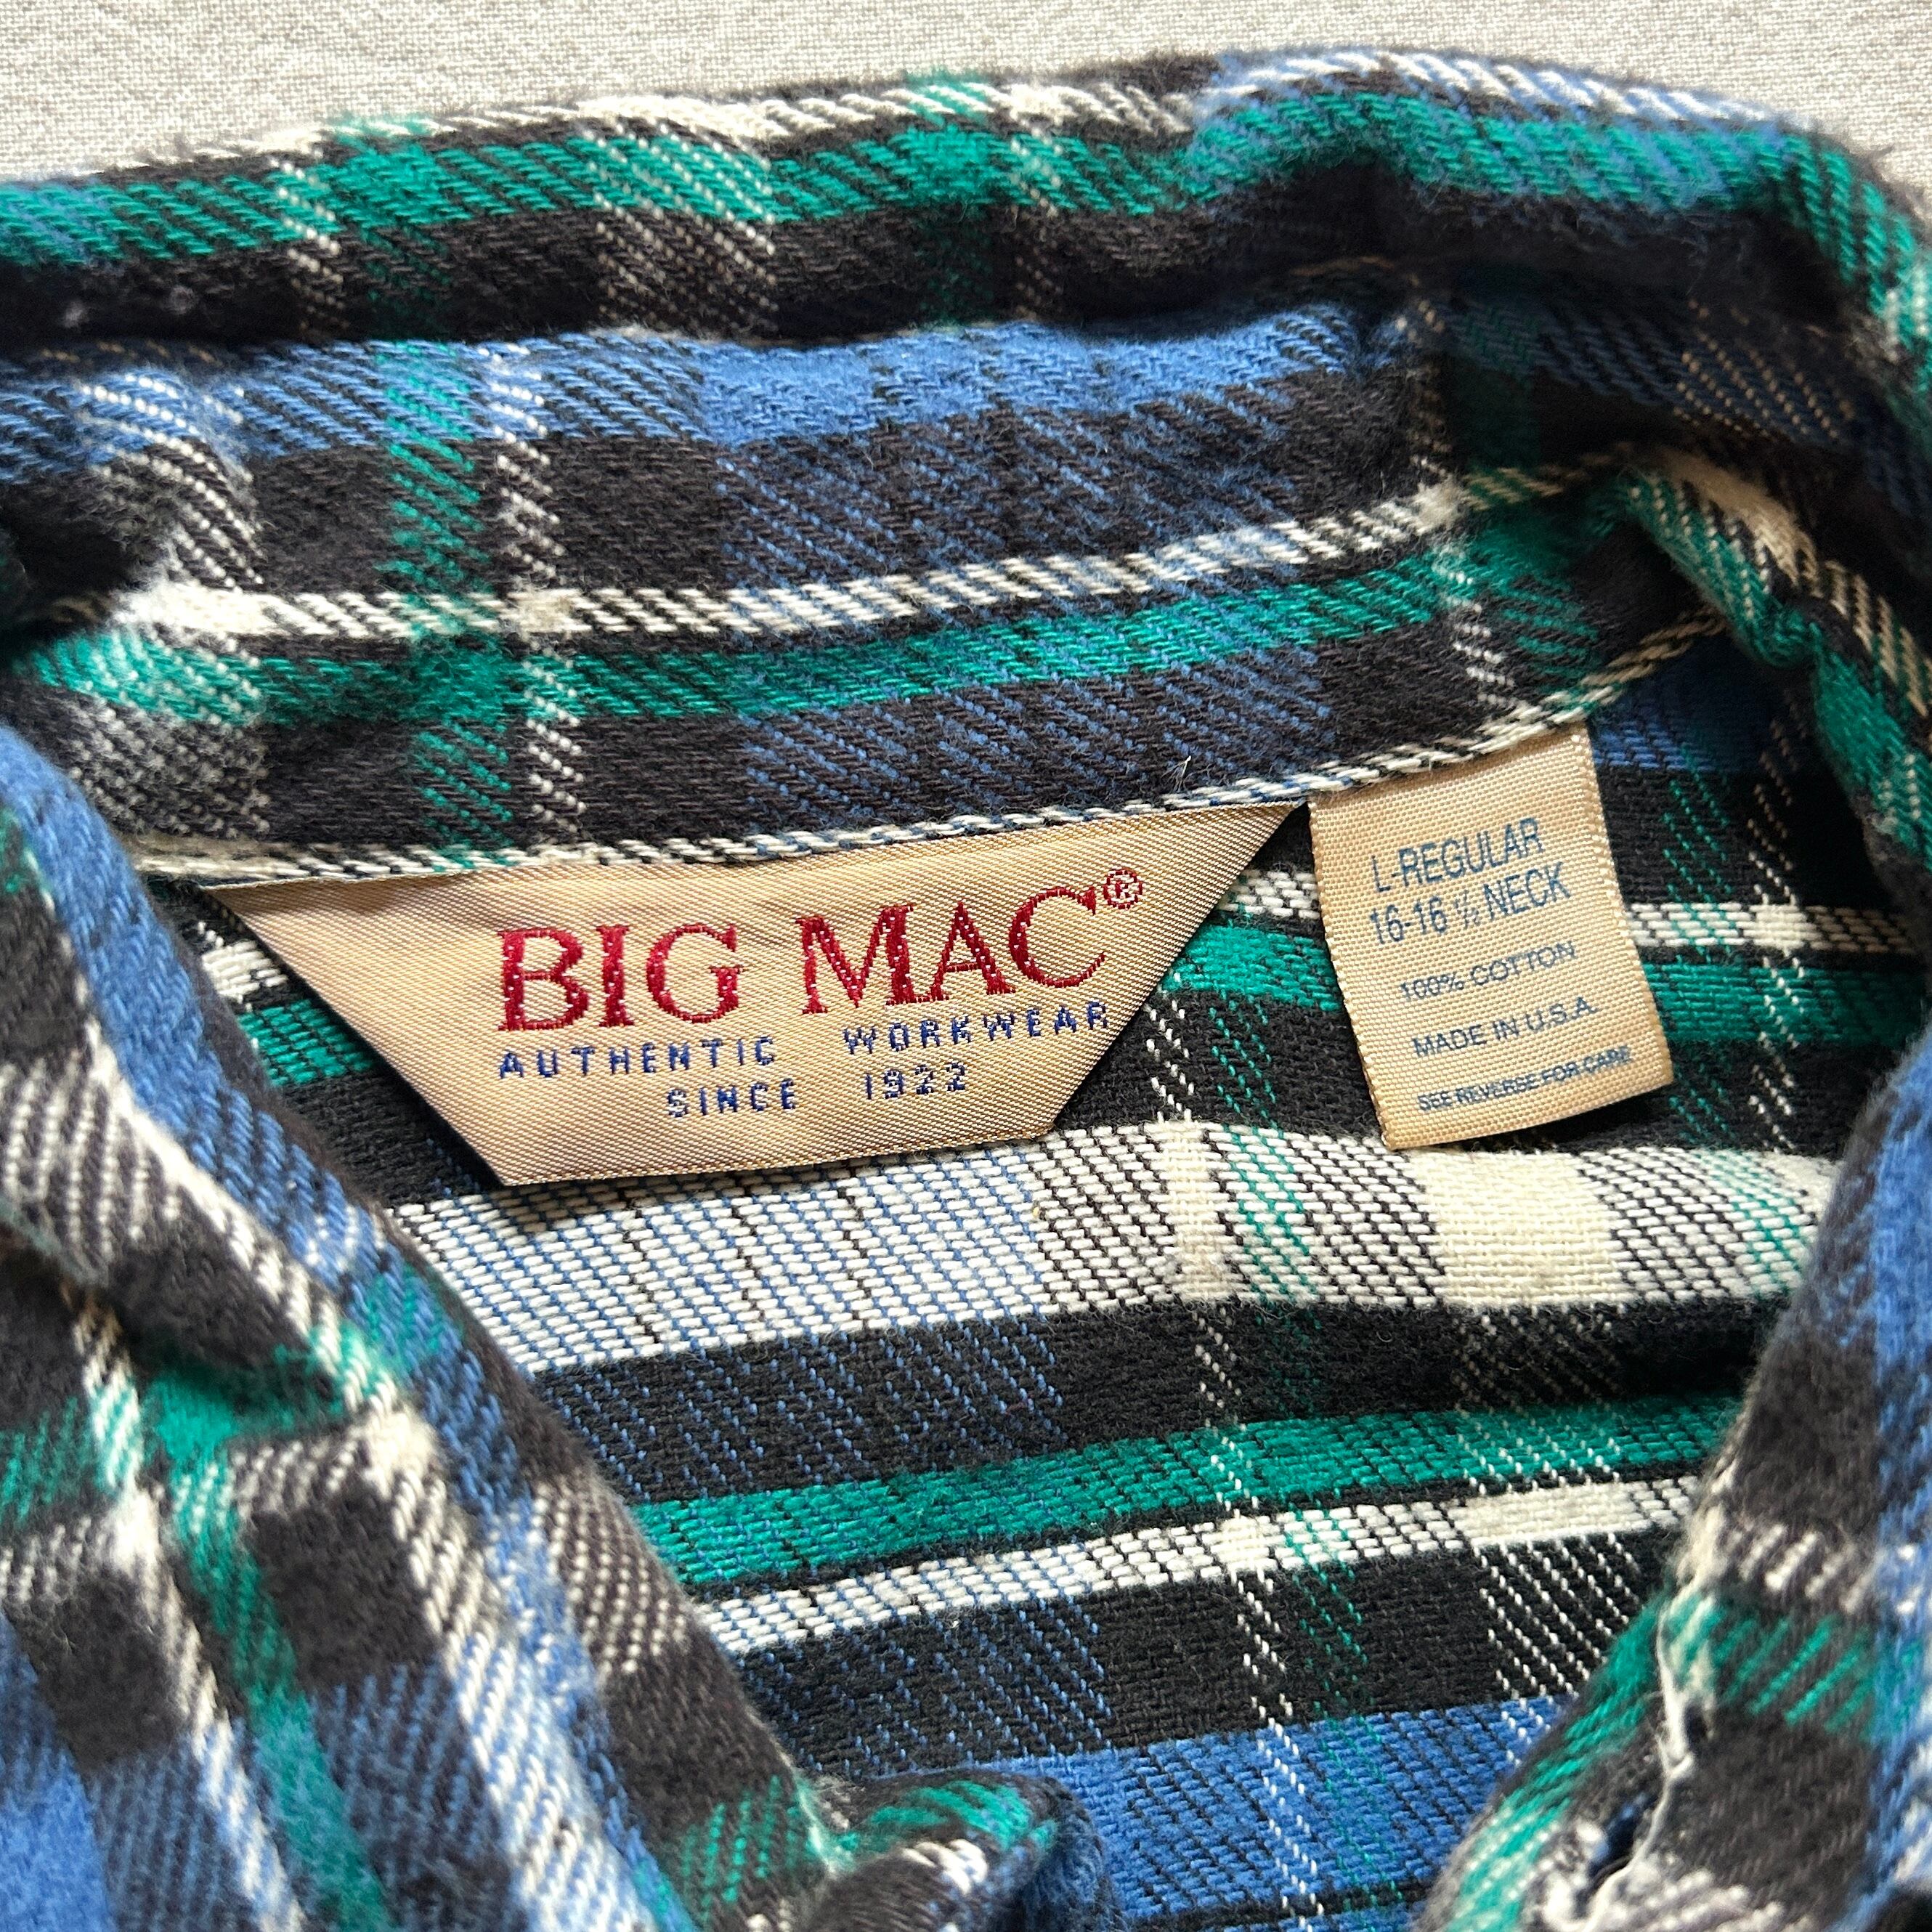 BIG MAC®
AUTHENTIC WORKWEAR
SINCE 1922
L-REGULAR
16-16 ½ NECK
100% COTTON
MADE IN U.S.A.
SEE REVERSE FOR CARE